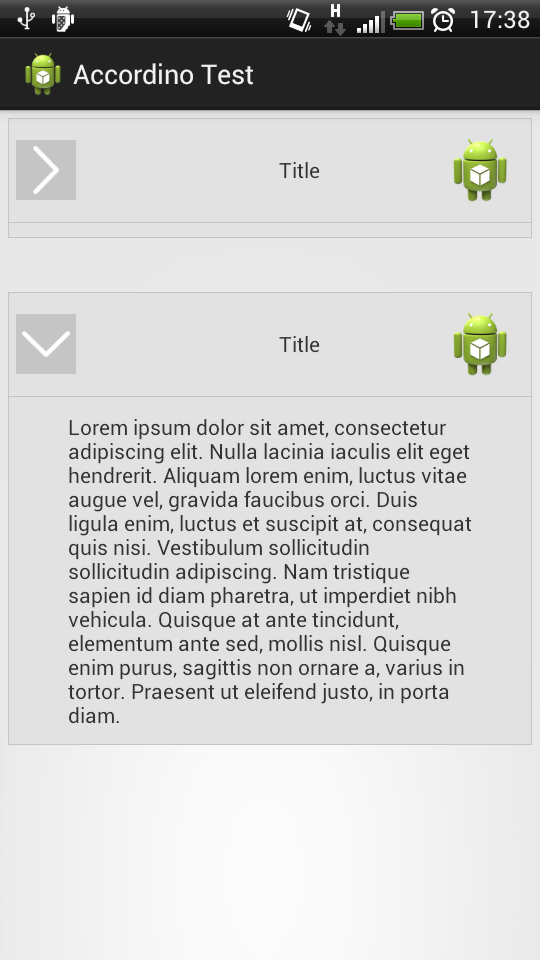 H 17:38
Accordino Test
Title
Title
Lorem ipsum dolor sit amet, consectetur
adipiscing elit. Nulla lacinia iaculis elit eget
hendrerit. Aliquam lorem enim, luctus vitae
augue vel, gravida faucibus orci. Duis
ligula enim, luctus et suscipit at, consequat
quis nisi. Vestibulum sollicitudin
sollicitudin adipiscing. Nam tristique
sapien id diam pharetra, ut imperdiet nibh
vehicula. Quisque at ante tincidunt,
elementum ante sed, mollis nisl. Quisque
enim purus, sagittis non ornare a, varius in
tortor. Praesent ut eleifend justo, in porta
diam.